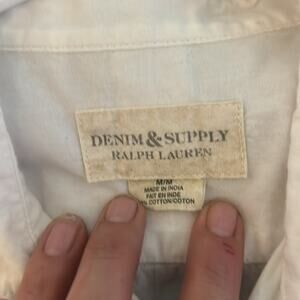 DENIM & SUPPLY
RALPH LAUREN
M/M
MADE IN INDIA
FAIT EN INDE
% COTTON/COTON